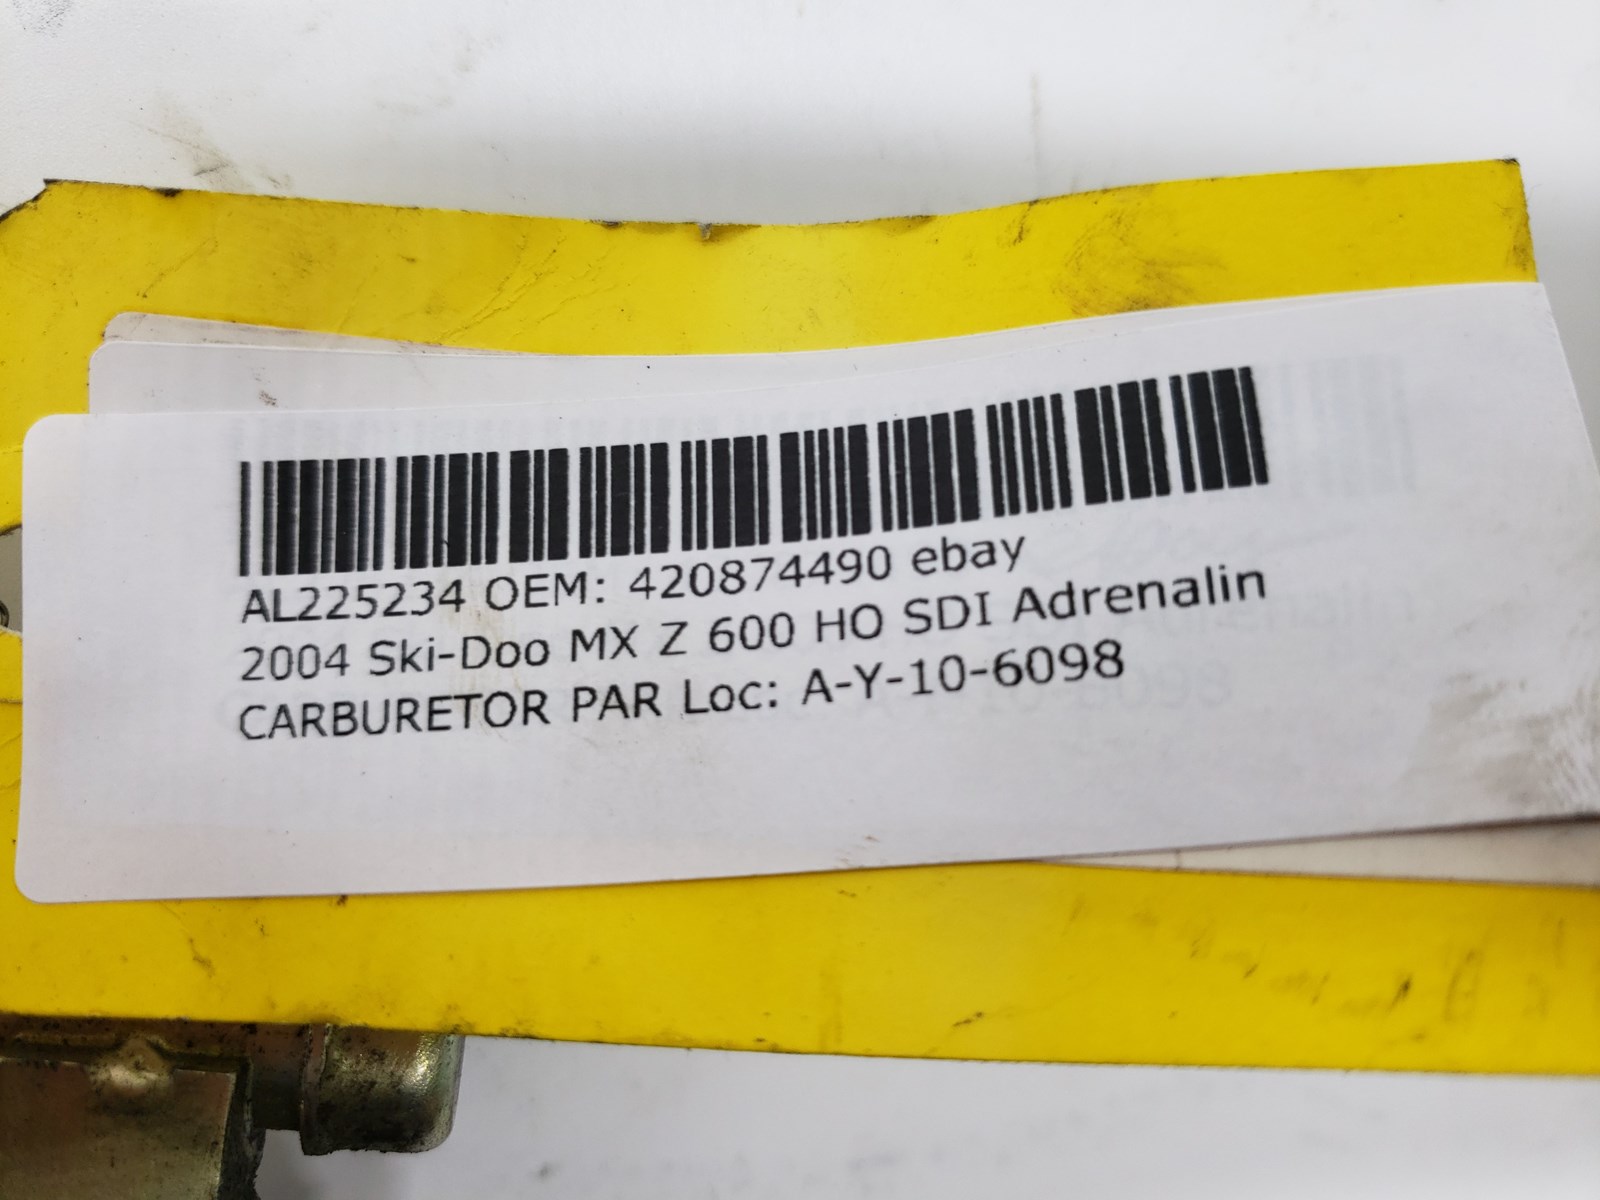 AL225234 OEM: 420874490 ebay
2004 Ski-Doo MX Z 600 HO SDI Adrenalin
CARBURETOR PAR Loc: A-Y-10-6098